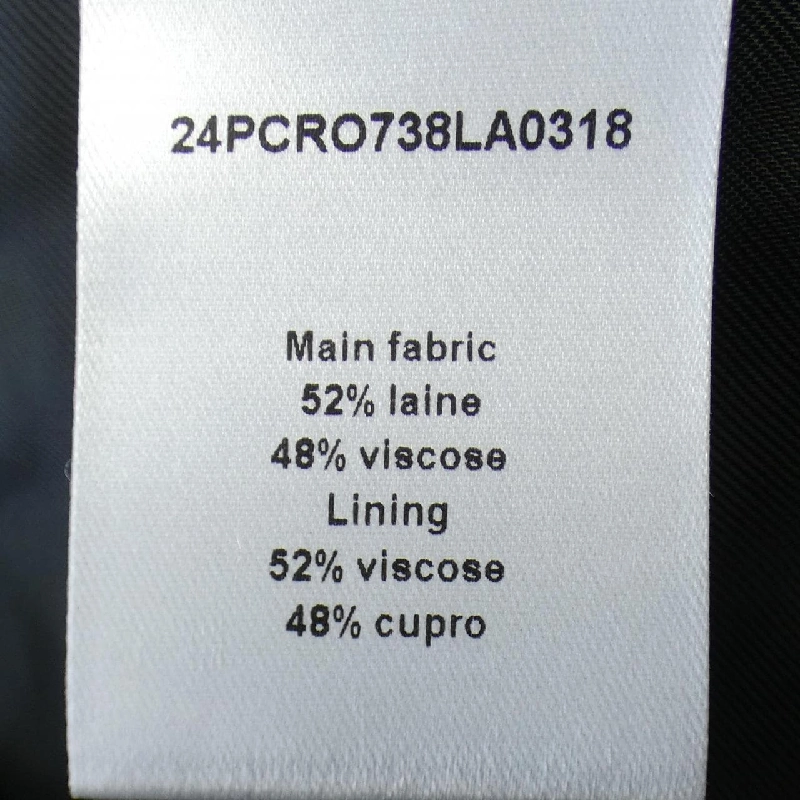 24PCRO738LA0318
Main fabric
52% laine
48% viscose
Lining
52% viscose
48% cupro